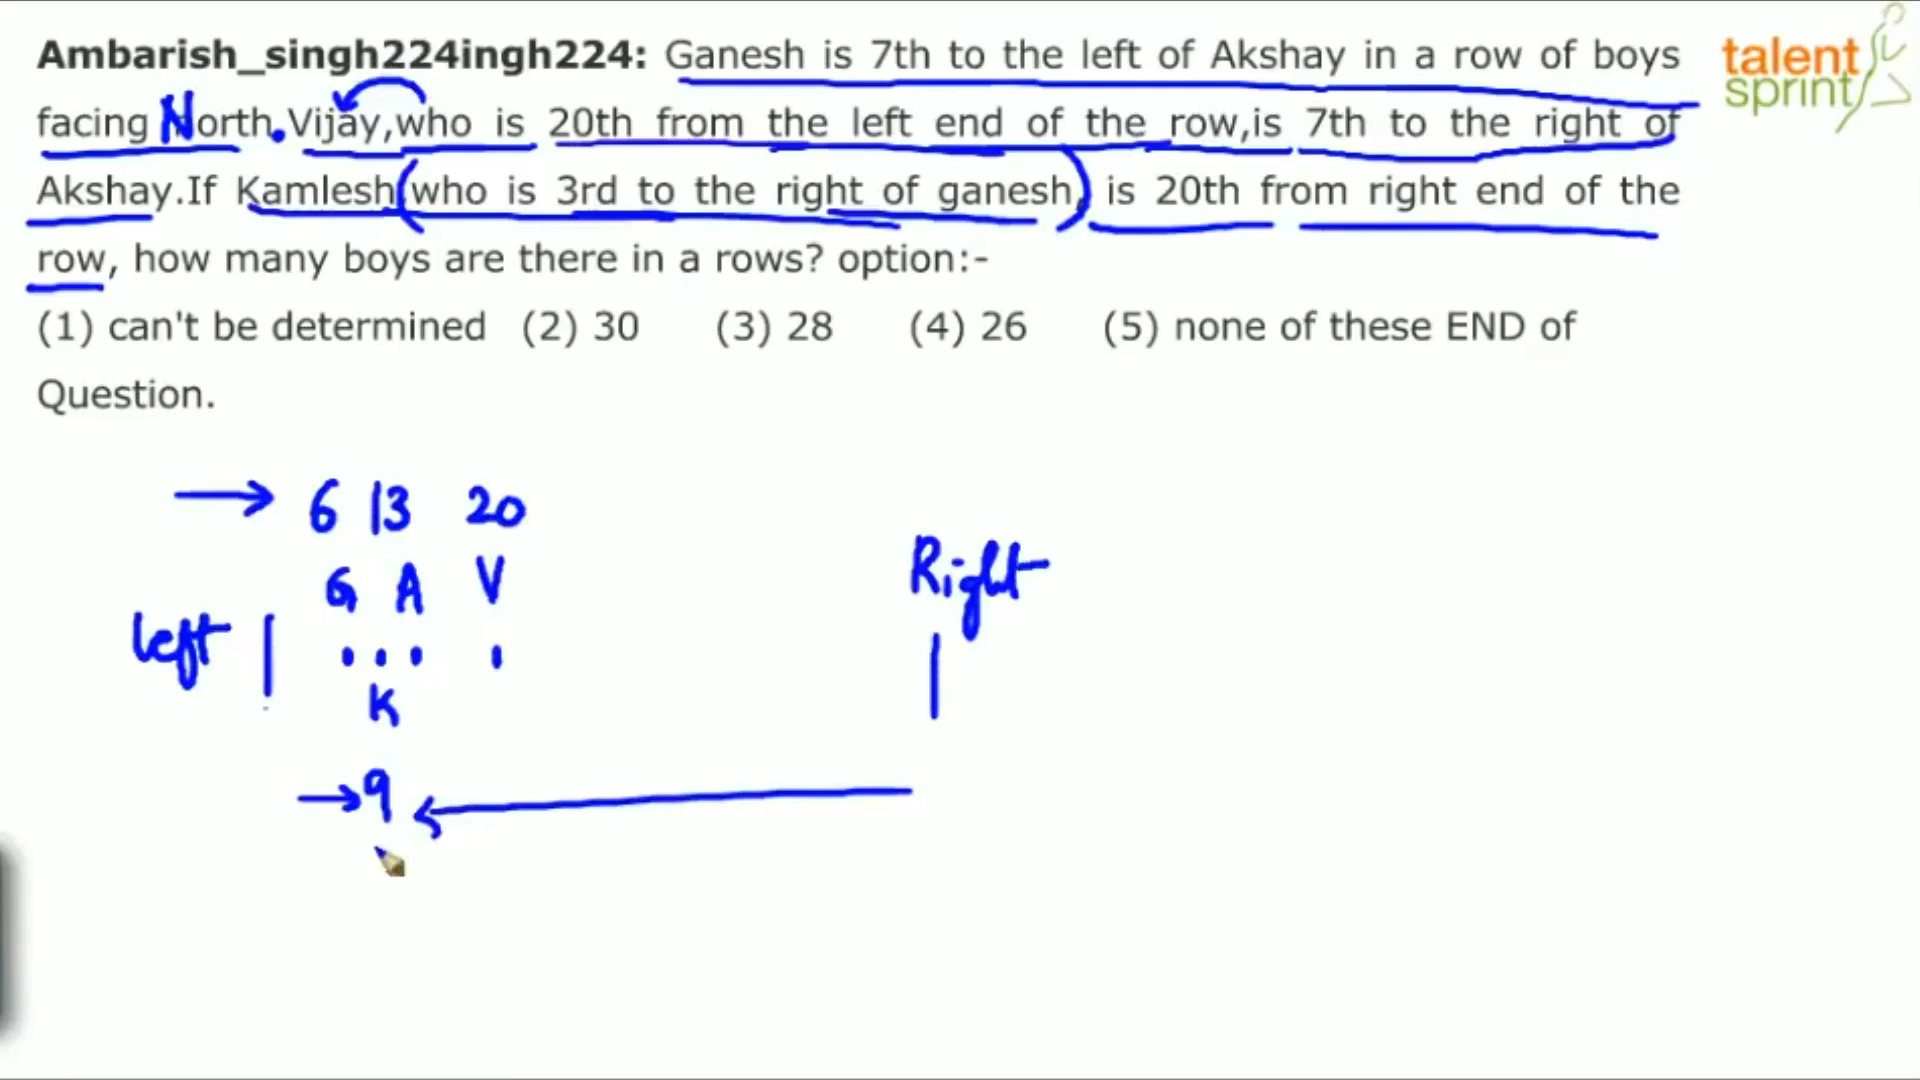 Ambarish_singh224ingh224: Ganesh is 7th to the left of Akshay in a row of boys
talent
sprint
facing North.Vijay,who is 20th from the left end of the row,is 7th to the right of
Akshay.If Kamlesh(who is 3rd to the right of ganesh,) is 20th from right end of the
row, how many boys are there in a rows? option:-
(1) can't be determined (2) 30 (3) 28 (4) 26 (5) none of these END of
Question.
6 13 20
G A V
Right
left
K
9